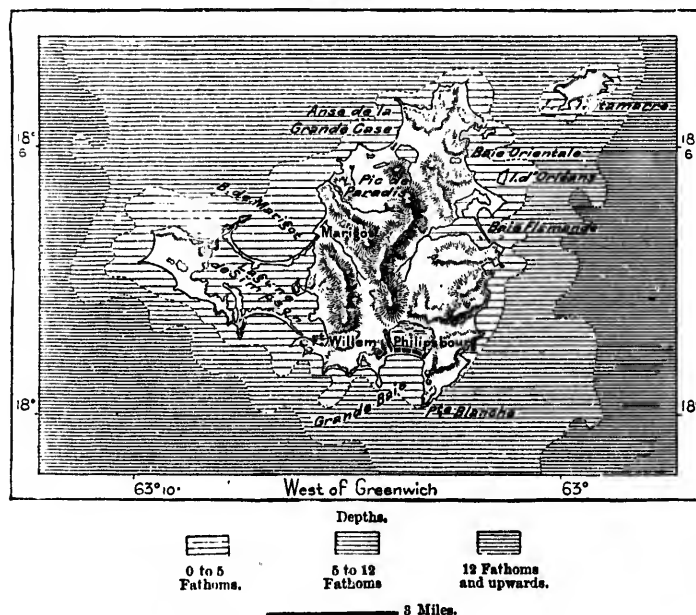 Anse de la
Grande Case
Tintamarre
18°
6'
18°
6
Baie Orientale
I. d'Orléans
Pic du
Paradis
B. de Marigot
Marigot
Baie Flamande
Ft. Willem
Philipsbourg
18°
18°
Grande Baie
Pte. Blanche
63°10'
West of Greenwich
63°
Depths.
0 to 5
Fathoms.
5 to 12
Fathoms
12 Fathoms
and upwards.
3 Miles.